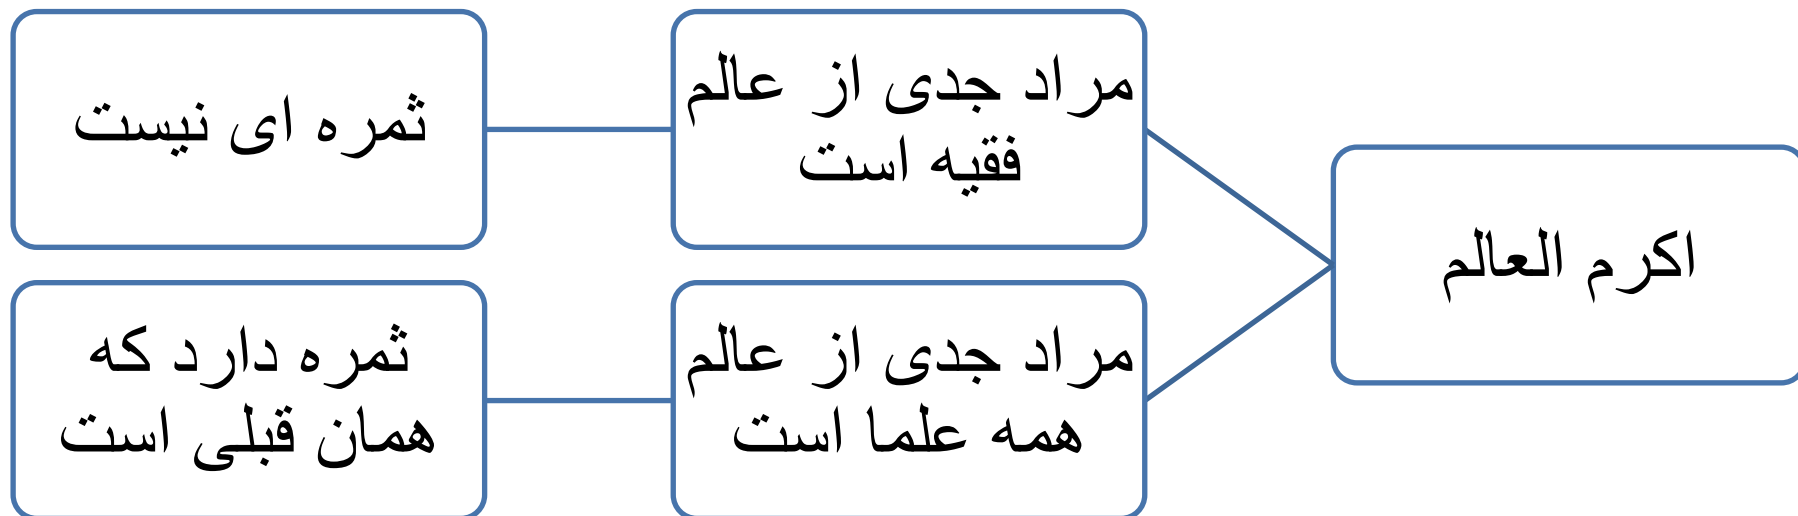 اکرم العالم
مراد جدی از عالم
فقیه است
ثمره ای نیست
مراد جدی از عالم
همه علما است
ثمره دارد که
همان قبلی است